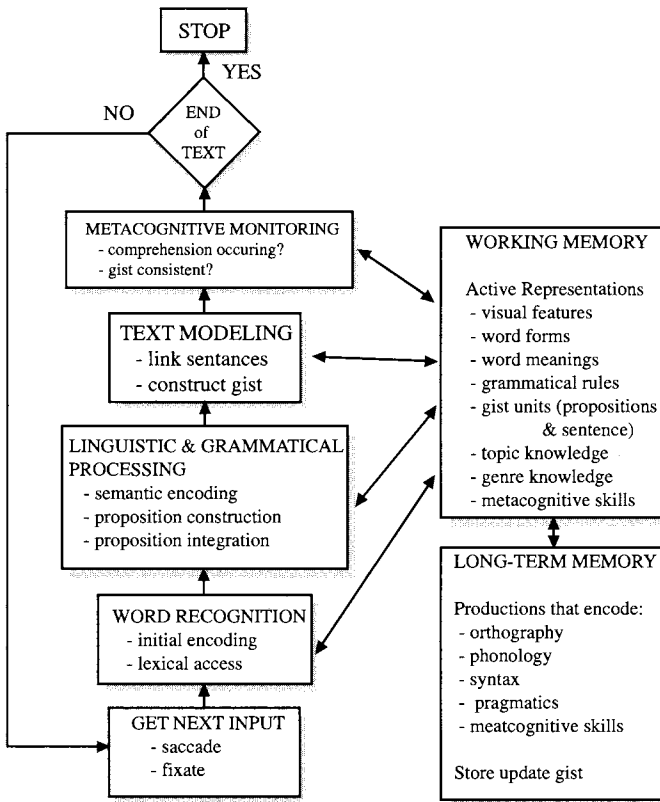 STOP
YES
NO
END
of
TEXT
METACOGNITIVE MONITORING
- comprehension occuring?
- gist consistent?
TEXT MODELING
- link sentances
- construct gist
LINGUISTIC & GRAMMATICAL
PROCESSING
- semantic encoding
- proposition construction
- proposition integration
WORD RECOGNITION
- initial encoding
- lexical access
GET NEXT INPUT
- saccade
- fixate
WORKING MEMORY
Active Representations
- visual features
- word forms
- word meanings
- grammatical rules
- gist units (propositions
& sentence)
- topic knowledge
- genre knowledge
- metacognitive skills
LONG-TERM MEMORY
Productions that encode:
- orthography
- phonology
- syntax
- pragmatics
- meatcognitive skills
Store update gist